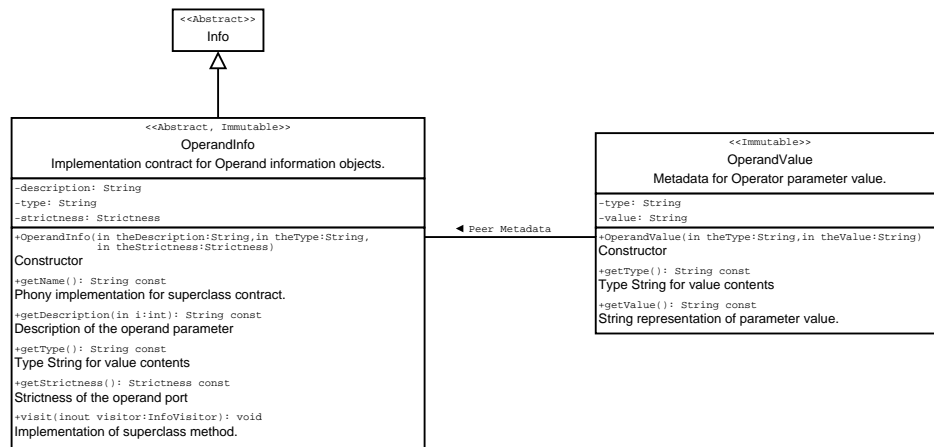 <<Abstract>>
Info
<<Abstract, Immutable>>
OperandInfo
Implementation contract for Operand information objects.
-description: String
-type: String
-strictness: Strictness
+OperandInfo(in theDescription:String,in theType:String,
in theStrictness:Strictness)
Constructor
+getName(): String const
Phony implementation for superclass contract.
+getDescription(in i:int): String const
Description of the operand parameter
+getType(): String const
Type String for value contents
+getStrictness(): Strictness const
Strictness of the operand port
+visit(inout visitor:InfoVisitor): void
Implementation of superclass method.
◄ Peer Metadata
<<Immutable>>
OperandValue
Metadata for Operator parameter value.
-type: String
-value: String
+OperandValue(in theType:String,in theValue:String)
Constructor
+getType(): String const
Type String for value contents
+getValue(): String const
String representation of parameter value.